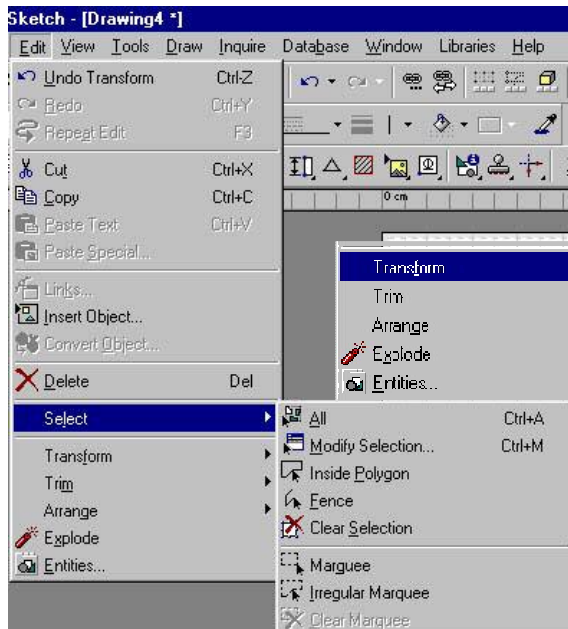 Sketch - [Drawing4 *]
Edit View Tools Draw Inquire Database Window Libraries Help
Undo Transform Ctrl-Z
Redo Ctrl+Y
Repeat Edit F3
Cut Ctrl+X
Copy Ctrl+C
Paste Text Ctrl+V
Paste Special...
Links...
Insert Object...
Convert Object...
Delete Del
Select
Transform
Trim
Arrange
Explode
Entities...
0 cm
Transform
Trim
Arrange
Explode
Entities...
All Ctrl+A
Modify Selection... Ctrl+M
Inside Polygon
Fence
Clear Selection
Marquee
Irregular Marquee
Clear Marquee